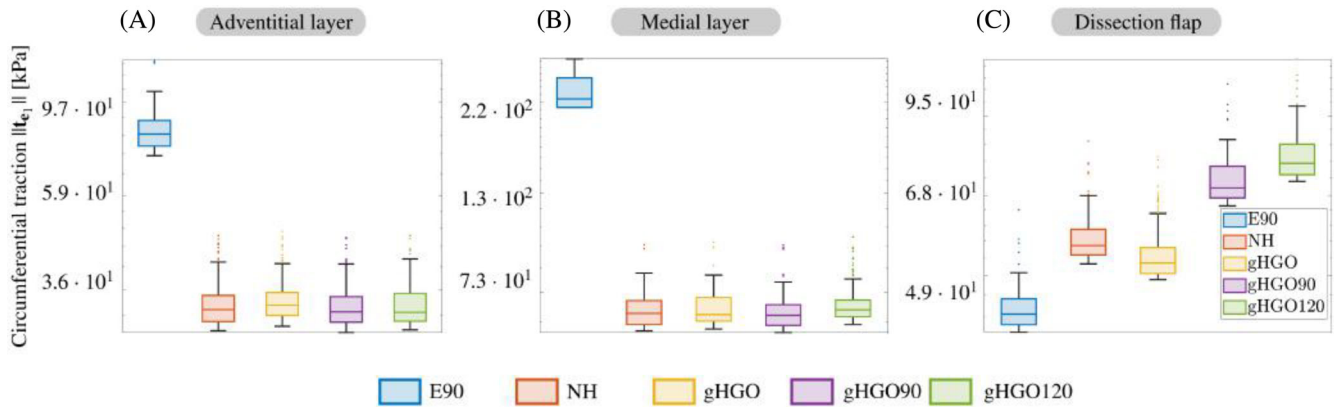 (A) Adventitial layer
(B) Medial layer
(C) Dissection flap
Circumferential traction ||t_e₁|| [kPa]
9.7 · 10¹
5.9 · 10¹
3.6 · 10¹
2.2 · 10²
1.3 · 10²
7.3 · 10¹
9.5 · 10¹
6.8 · 10¹
4.9 · 10¹
E90
NH
gHGO
gHGO90
gHGO120
E90 NH gHGO gHGO90 gHGO120